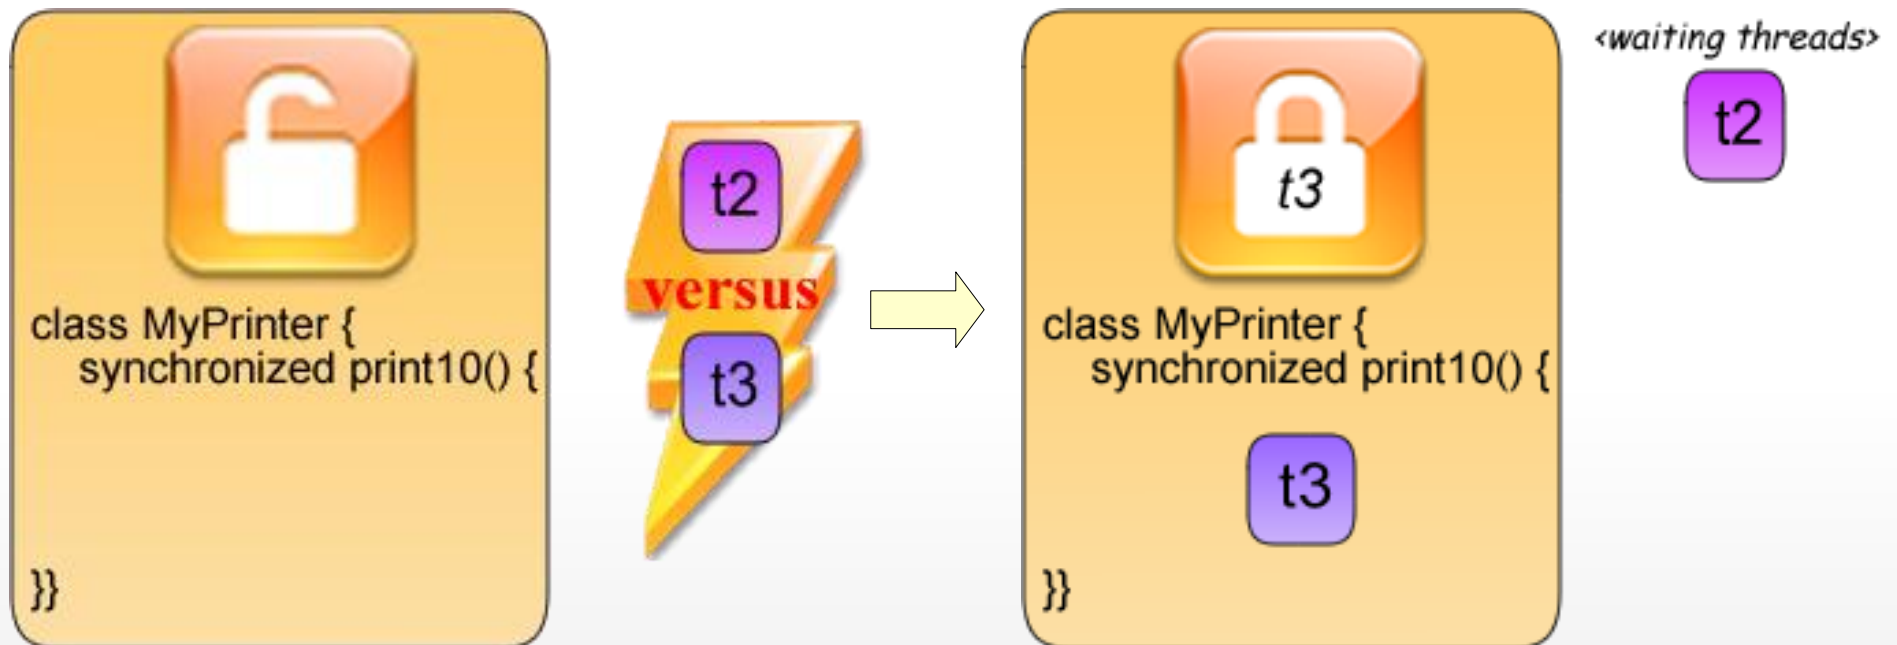 class MyPrinter {
synchronized print10() {
}}
t2
versus
t3
t3
class MyPrinter {
synchronized print10() {
t3
}}
<waiting threads>
t2